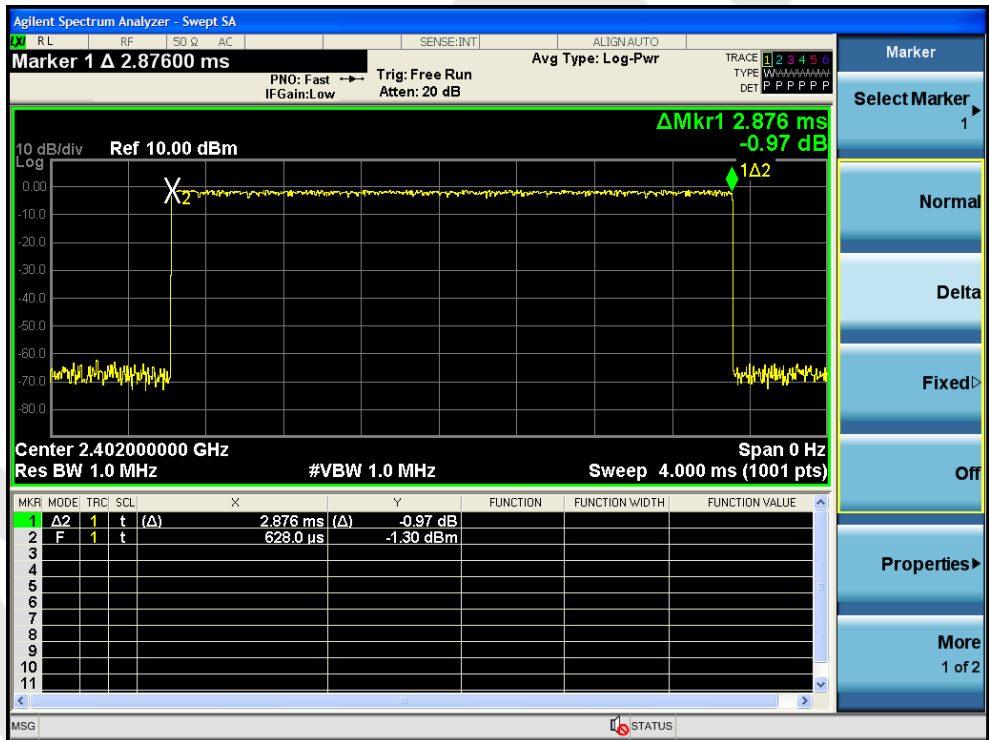 Agilent Spectrum Analyzer - Swept SA
LXI RL RF 50 Ω AC SENSE:INT ALIGNAUTO
Marker 1 Δ 2.87600 ms
PNO: Fast
IFGain:Low
Trig: Free Run
Atten: 20 dB
Avg Type: Log-Pwr
TRACE 1 2 3 4 5 6
TYPE WWWWWW
DET P P P P P P
ΔMkr1 2.876 ms
-0.97 dB
10 dB/div Ref 10.00 dBm
Log
1Δ2
0.00
2
-10.0
-20.0
-30.0
-40.0
-50.0
-60.0
-70.0
-80.0
Center 2.402000000 GHz Span 0 Hz
Res BW 1.0 MHz #VBW 1.0 MHz Sweep 4.000 ms (1001 pts)
MKR MODE TRC SCL X Y FUNCTION FUNCTION WIDTH FUNCTION VALUE
1 Δ2 1 t (Δ) 2.876 ms (Δ) -0.97 dB
2 F 1 t 628.0 µs -1.30 dBm
3
4
5
6
7
8
9
10
11
MSG STATUS
Marker
Select Marker
1
Normal
Delta
Fixed
Off
Properties
More
1 of 2